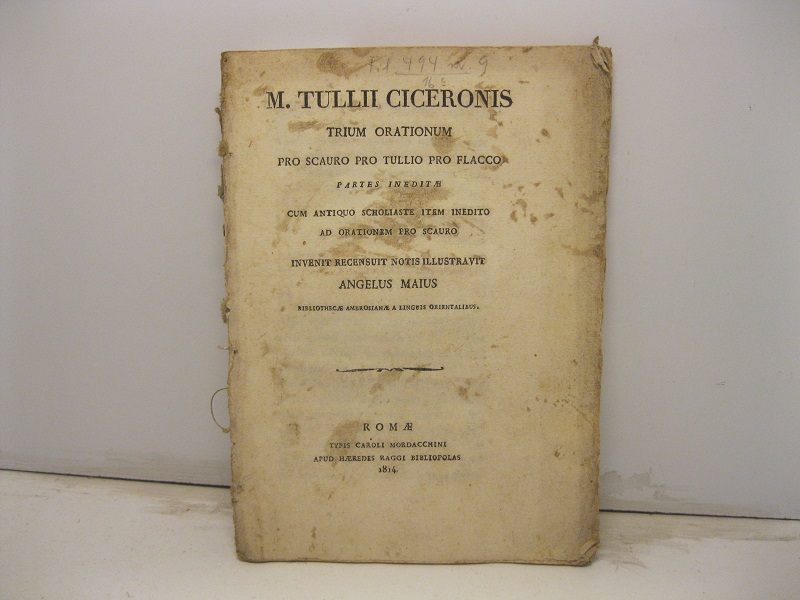 494
9
M. TULLII CICERONIS
TRIUM ORATIONUM
PRO SCAURO PRO TULLIO PRO FLACCO
PARTES INEDITÆ
CUM ANTIQUO SCHOLIASTE ITEM INEDITO
AD ORATIONEM PRO SCAURO
INVENIT RECENSUIT NOTIS ILLUSTRAVIT
ANGELUS MAIUS
BIBLIOTHECÆ AMBROSIANÆ A LINGUIS ORIENTALIBUS.
ROMÆ
TYPIS CAROLI MORDACCHINI
APUD HÆREDES RAGGI BIBLIOPOLAS
1814.